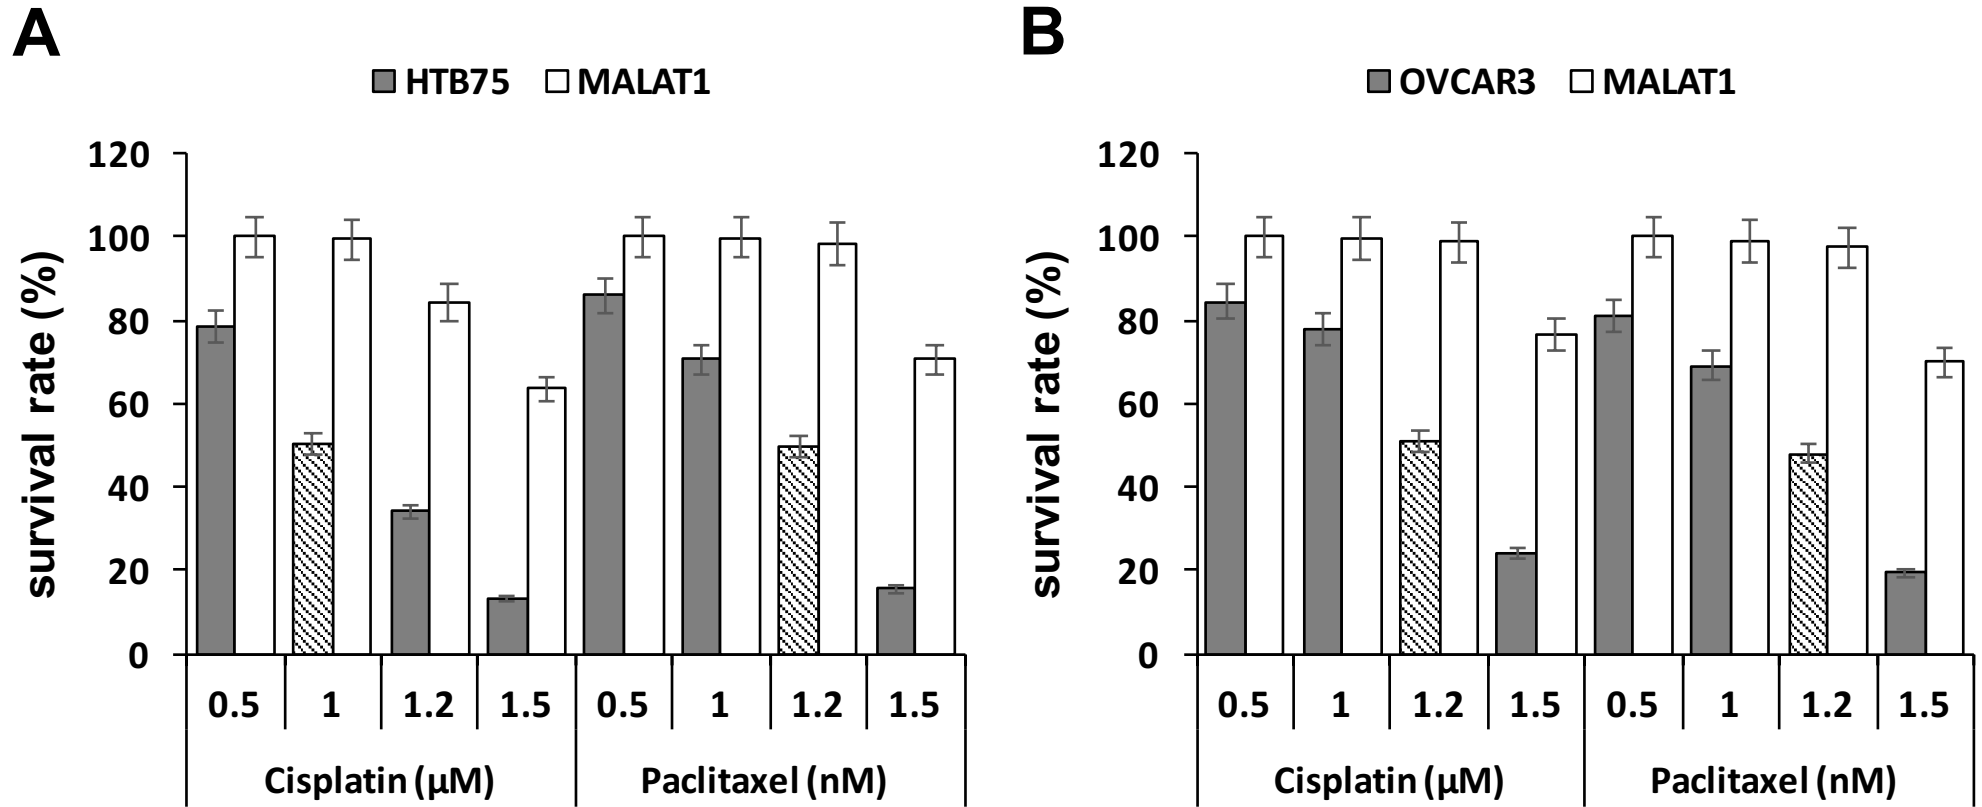 A
HTB75 MALAT1
survival rate (%)
120
100
80
60
40
20
0
0.5 1 1.2 1.5 0.5 1 1.2 1.5
Cisplatin (μM) Paclitaxel (nM)
B
OVCAR3 MALAT1
survival rate (%)
120
100
80
60
40
20
0
0.5 1 1.2 1.5 0.5 1 1.2 1.5
Cisplatin (μM) Paclitaxel (nM)